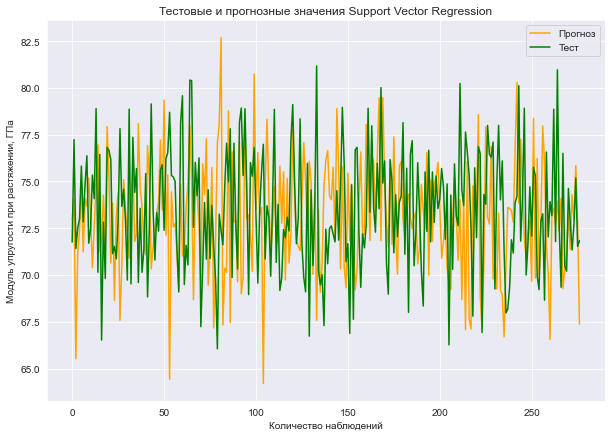 Тестовые и прогнозные значения Support Vector Regression
Прогноз
Тест
Модуль упругости при растяжении, ГПа
82.5
80.0
77.5
75.0
72.5
70.0
67.5
65.0
0
50
100
150
200
250
Количество наблюдений